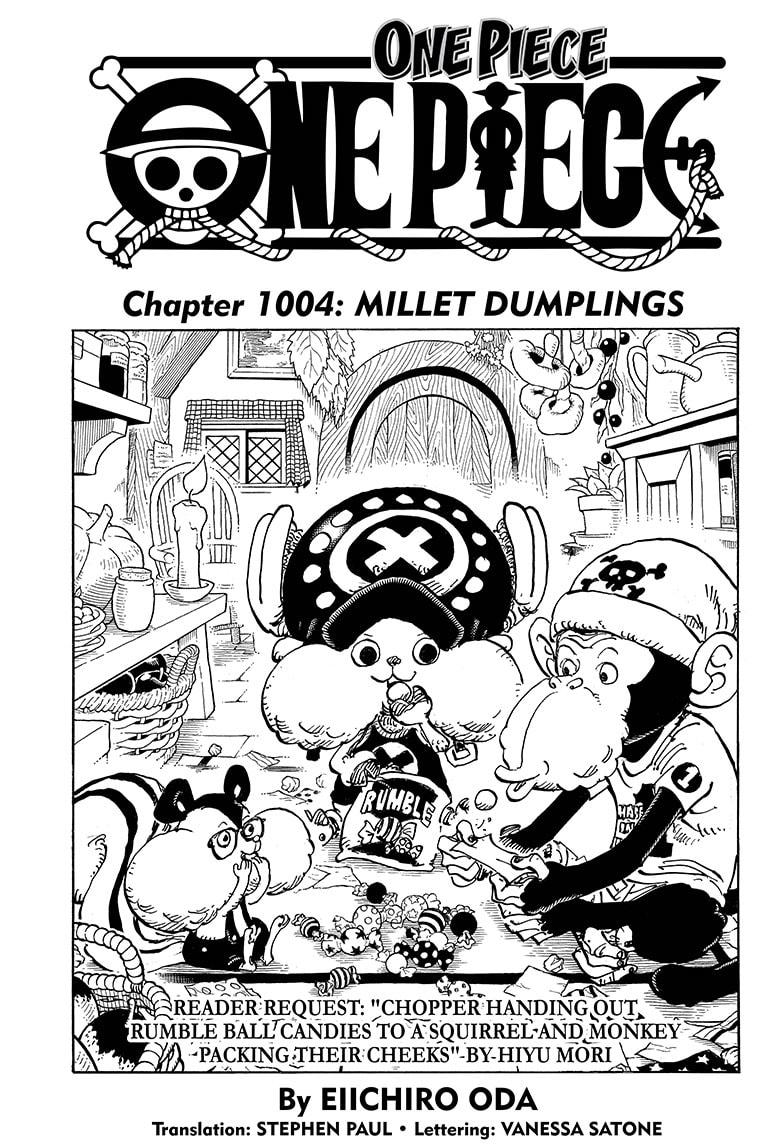 ONE PIECE
ONE PIECE
Chapter 1004: MILLET DUMPLINGS
1
RUMBLE
READER REQUEST: "CHOPPER HANDING OUT
RUMBLE BALL CANDIES TO A SQUIRREL AND MONKEY
PACKING THEIR CHEEKS" BY HIYU MORI
By EIICHIRO ODA
Translation: STEPHEN PAUL • Lettering: VANESSA SATONE